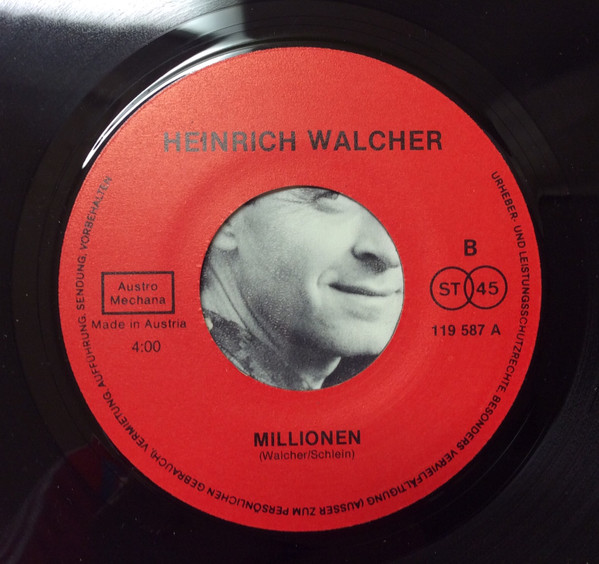 HEINRICH WALCHER
URHEBER- UND LEISTUNGSSCHUTZRECHTE, BESONDERS VERVIELFÄLTIGUNG (AUSSER ZUM PERSÖNLICHEN GEBRAUCH), VERMIETUNG, AUFFÜHRUNG, SENDUNG, VORBEHALTEN
B
Austro
Mechana
ST 45
Made in Austria
119 587 A
4:00
MILLIONEN
(Walcher/Schlein)